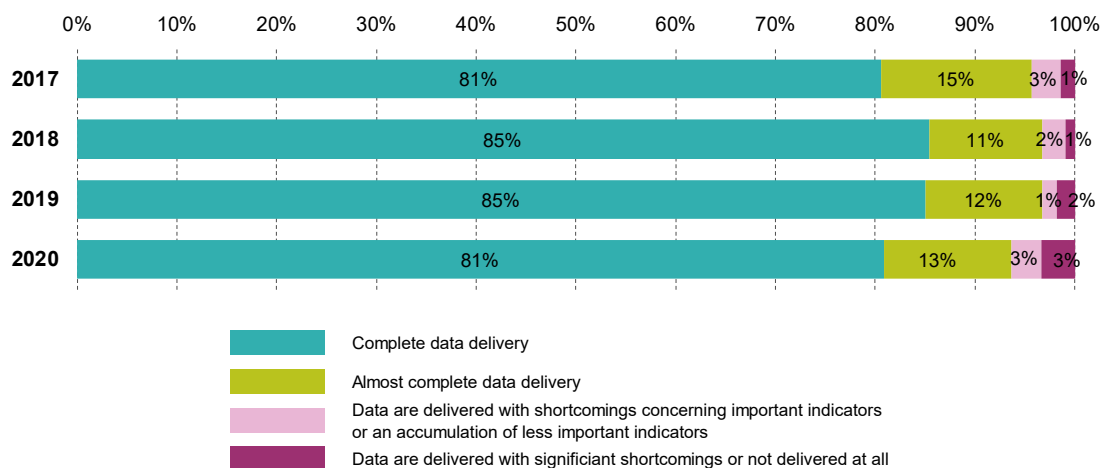 0% 10% 20% 30% 40% 50% 60% 70% 80% 90% 100%
2017 81% 15% 3% 1%
2018 85% 11% 2% 1%
2019 85% 12% 1% 2%
2020 81% 13% 3% 3%
Complete data delivery
Almost complete data delivery
Data are delivered with shortcomings concerning important indicators
or an accumulation of less important indicators
Data are delivered with significiant shortcomings or not delivered at all